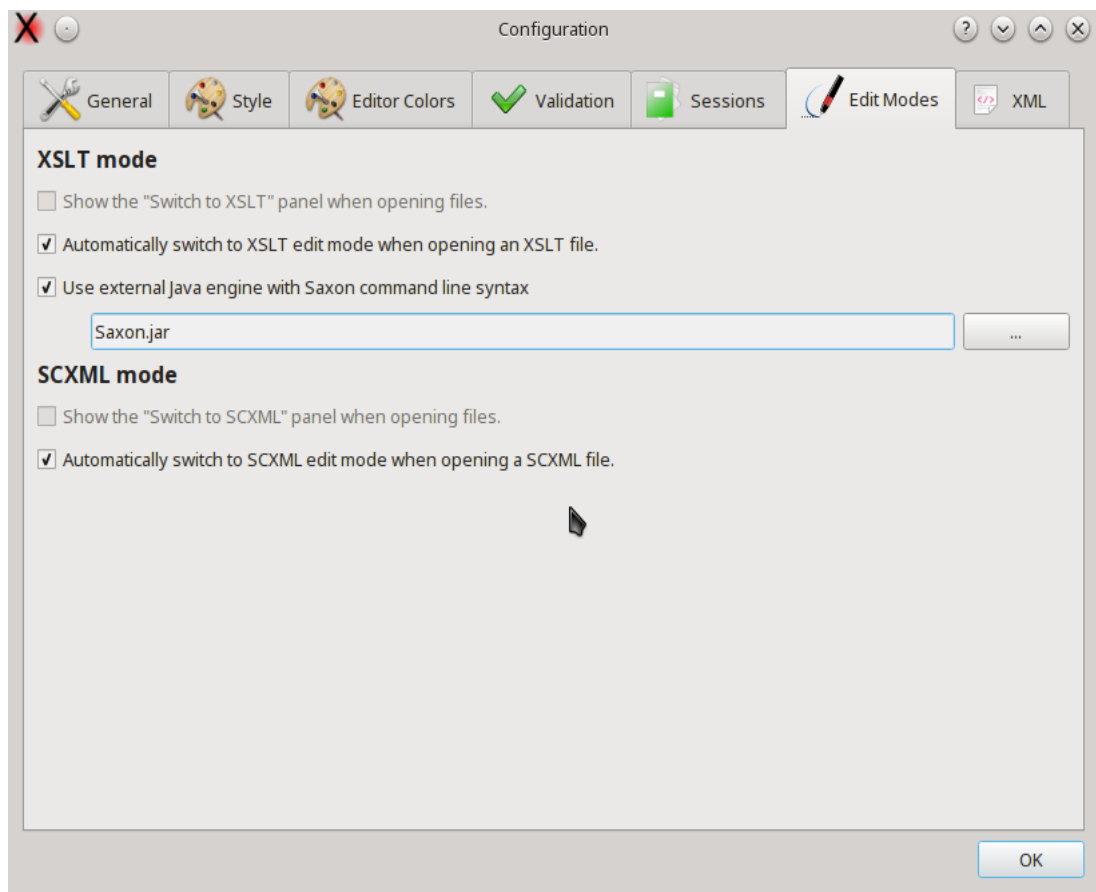 Configuration
General
Style
Editor Colors
Validation
Sessions
Edit Modes
XML
XSLT mode
Show the "Switch to XSLT" panel when opening files.
Automatically switch to XSLT edit mode when opening an XSLT file.
Use external Java engine with Saxon command line syntax
Saxon.jar
...
SCXML mode
Show the "Switch to SCXML" panel when opening files.
Automatically switch to SCXML edit mode when opening a SCXML file.
OK